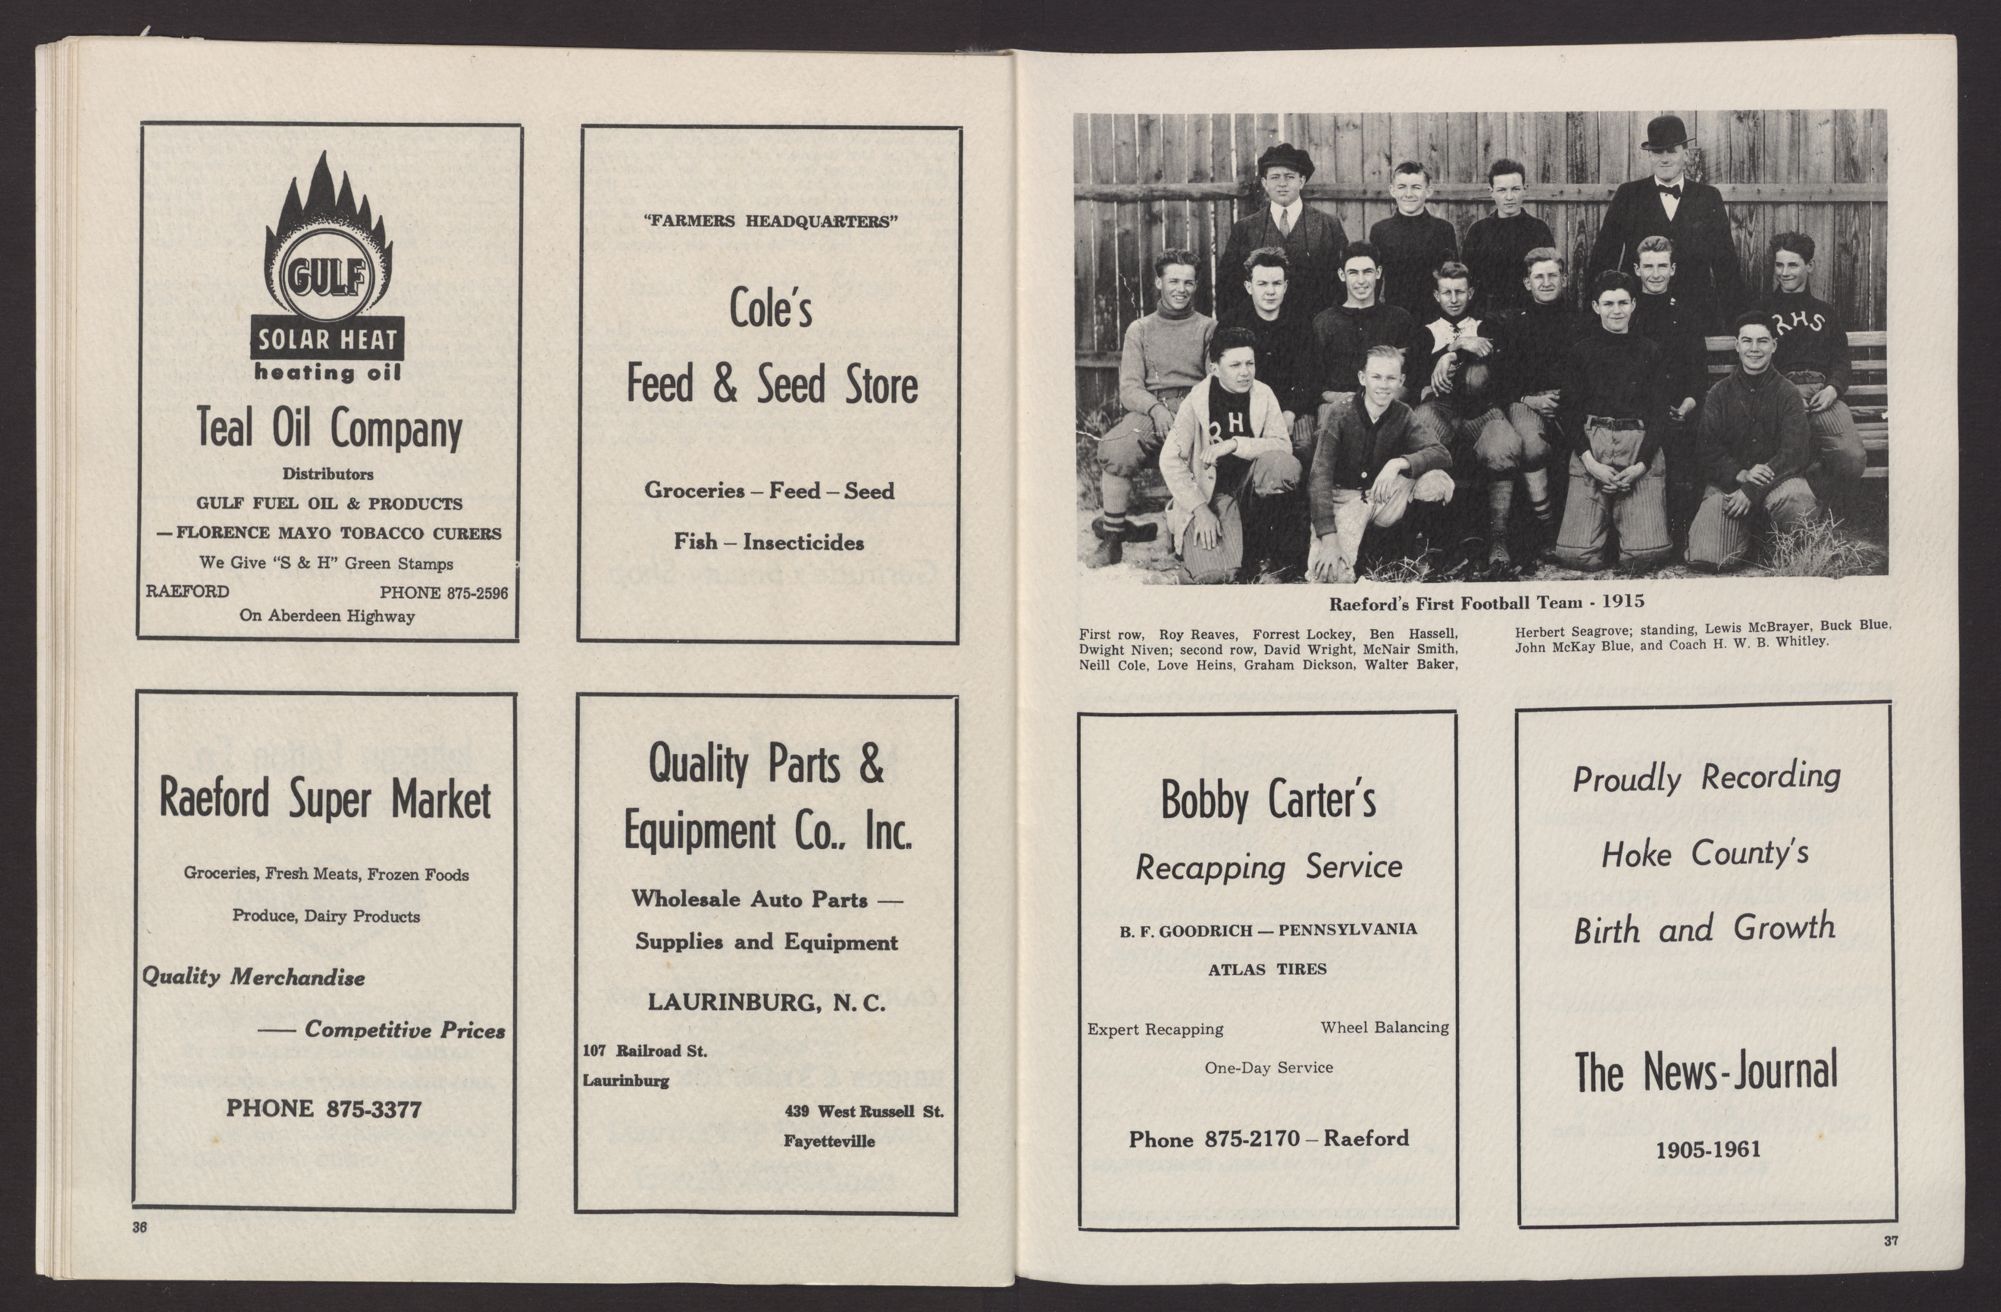 GULF
SOLAR HEAT
heating oil
Teal Oil Company
Distributors
GULF FUEL OIL & PRODUCTS
— FLORENCE MAYO TOBACCO CURERS
We Give "S & H" Green Stamps
RAEFORD PHONE 875-2596
On Aberdeen Highway
"FARMERS HEADQUARTERS"
Cole's
Feed & Seed Store
Groceries – Feed – Seed
Fish – Insecticides
Raeford Super Market
Groceries, Fresh Meats, Frozen Foods
Produce, Dairy Products
Quality Merchandise
— Competitive Prices
PHONE 875-3377
Quality Parts &
Equipment Co., Inc.
Wholesale Auto Parts —
Supplies and Equipment
LAURINBURG, N. C.
107 Railroad St.
Laurinburg
439 West Russell St.
Fayetteville
36
RHS
RH
Raeford's First Football Team - 1915
First row, Roy Reaves, Forrest Lockey, Ben Hassell,
Dwight Niven; second row, David Wright, McNair Smith,
Neill Cole, Love Heins, Graham Dickson, Walter Baker,
Herbert Seagrove; standing, Lewis McBrayer, Buck Blue,
John McKay Blue, and Coach H. W. B. Whitley.
Bobby Carter's
Recapping Service
B. F. GOODRICH — PENNSYLVANIA
ATLAS TIRES
Expert Recapping Wheel Balancing
One-Day Service
Phone 875-2170 – Raeford
Proudly Recording
Hoke County's
Birth and Growth
The News-Journal
1905-1961
37